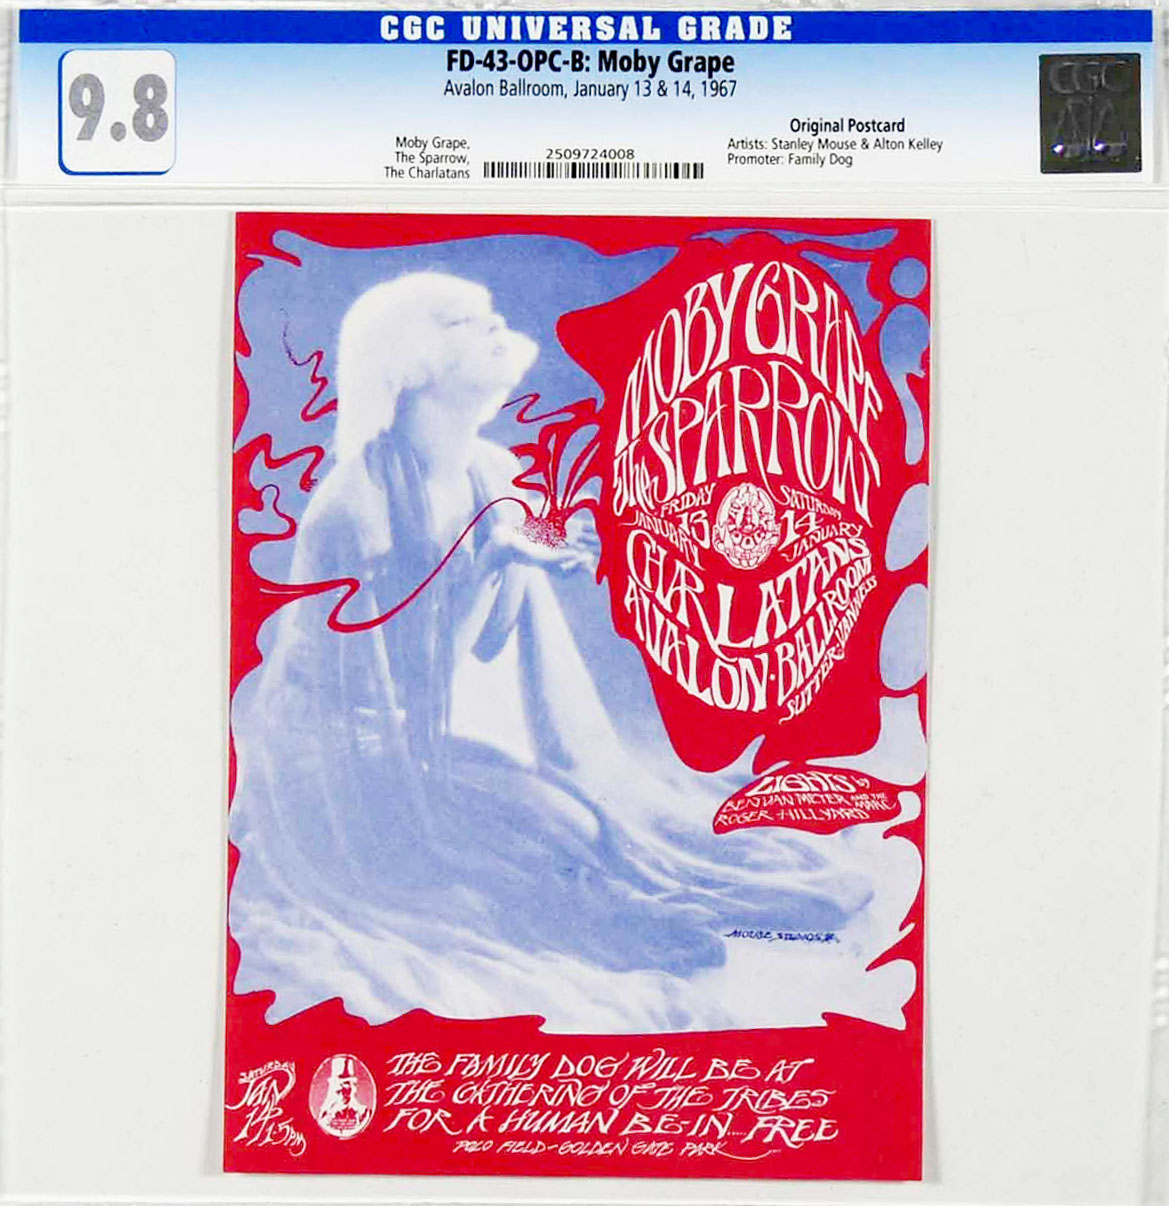 CGC UNIVERSAL GRADE
FD-43-OPC-B: Moby Grape
Avalon Ballroom, January 13 & 14, 1967
9.8
CGC
Original Postcard
Moby Grape,
The Sparrow,
The Charlatans
2509724008
Artists: Stanley Mouse & Alton Kelley
Promoter: Family Dog
MOBY GRAPE
The SPARROW
FRIDAY
JANUARY 13
SATURDAY
14 JANUARY
CHARLATANS
AVALON · BALLROOM
SUTTER · VAN NESS
LIGHTS by
BEN VAN METER AND THE
ROGER HILLYARD
MOUSE STUDIOS
SATURDAY
JAN
14
1-5PM
THE FAMILY DOG WILL BE AT
THE GATHERING OF THE TRIBES
FOR A HUMAN BE-IN.... FREE
POLO FIELD - GOLDEN GATE PARK